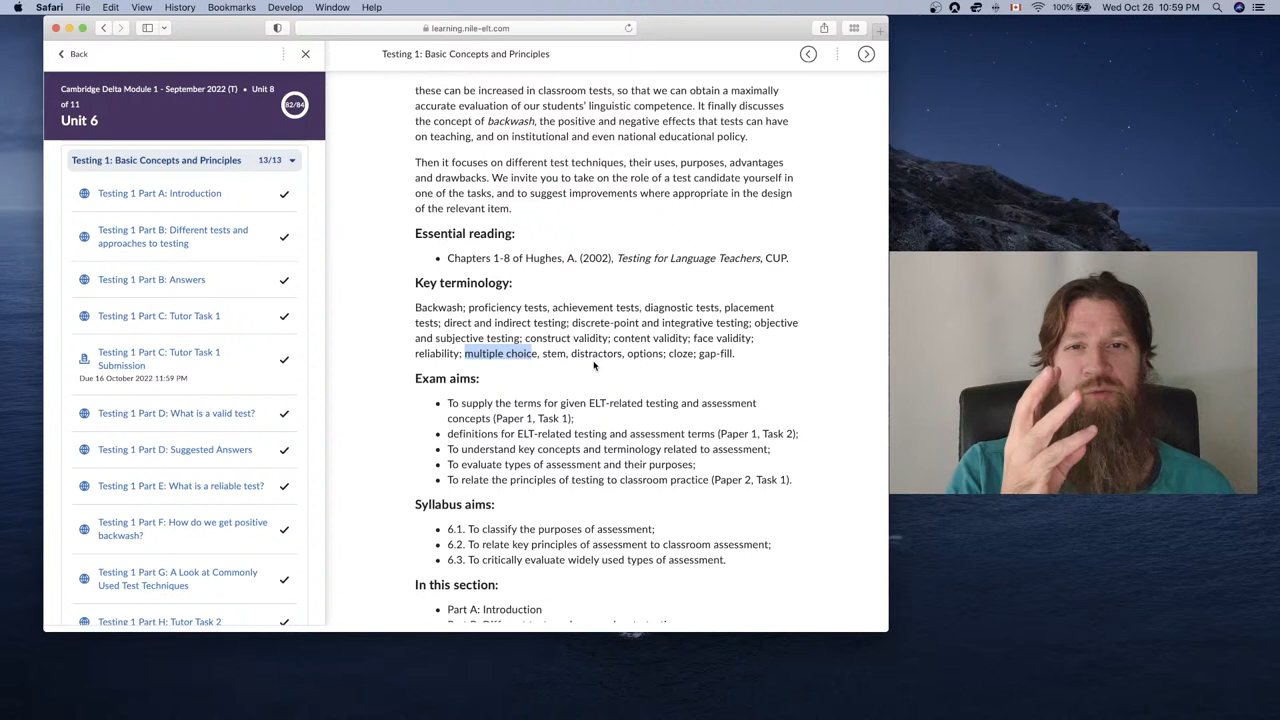 Safari File Edit View History Bookmarks Develop Window Help
100% Wed Oct 26 10:59 PM
learning.nile-elt.com
Back
Testing 1: Basic Concepts and Principles
Cambridge Delta Module 1 - September 2022 (T) • Unit 8
of 11
Unit 6
82/84
Testing 1: Basic Concepts and Principles 13/13
Testing 1 Part A: Introduction
Testing 1 Part B: Different tests and
approaches to testing
Testing 1 Part B: Answers
Testing 1 Part C: Tutor Task 1
Testing 1 Part C: Tutor Task 1
Submission
Due 16 October 2022 11:59 PM
Testing 1 Part D: What is a valid test?
Testing 1 Part D: Suggested Answers
Testing 1 Part E: What is a reliable test?
Testing 1 Part F: How do we get positive
backwash?
Testing 1 Part G: A Look at Commonly
Used Test Techniques
Testing 1 Part H: Tutor Task 2
these can be increased in classroom tests, so that we can obtain a maximally
accurate evaluation of our students' linguistic competence. It finally discusses
the concept of backwash, the positive and negative effects that tests can have
on teaching, and on institutional and even national educational policy.
Then it focuses on different test techniques, their uses, purposes, advantages
and drawbacks. We invite you to take on the role of a test candidate yourself in
one of the tasks, and to suggest improvements where appropriate in the design
of the relevant item.
Essential reading:
• Chapters 1-8 of Hughes, A. (2002), Testing for Language Teachers, CUP.
Key terminology:
Backwash; proficiency tests, achievement tests, diagnostic tests, placement
tests; direct and indirect testing; discrete-point and integrative testing; objective
and subjective testing; construct validity; content validity; face validity;
reliability; multiple choice, stem, distractors, options; cloze; gap-fill.
Exam aims:
• To supply the terms for given ELT-related testing and assessment
concepts (Paper 1, Task 1);
• definitions for ELT-related testing and assessment terms (Paper 1, Task 2);
• To understand key concepts and terminology related to assessment;
• To evaluate types of assessment and their purposes;
• To relate the principles of testing to classroom practice (Paper 2, Task 1).
Syllabus aims:
• 6.1. To classify the purposes of assessment;
• 6.2. To relate key principles of assessment to classroom assessment;
• 6.3. To critically evaluate widely used types of assessment.
In this section:
• Part A: Introduction